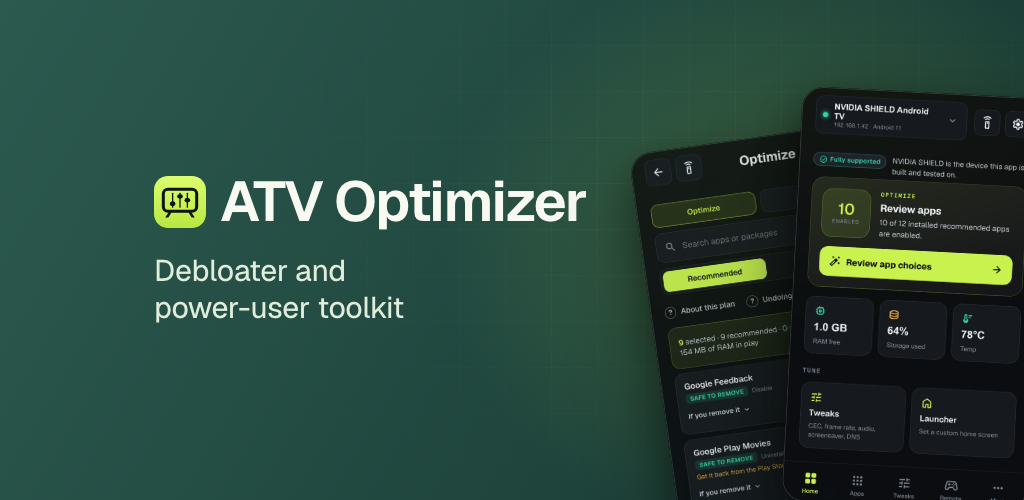 ATV Optimizer
Debloater and
power-user toolkit
Optimize
Optimize
Search apps or packages
Recommended
About this plan
Undoing
9 selected · 9 recommended · 0
154 MB of RAM in play
Google Feedback
SAFE TO REMOVE Disable
If you remove it
Google Play Movies
SAFE TO REMOVE
Get it back from the Play
If you remove it
NVIDIA SHIELD Android
TV
192.168.1.42 · Android 11
Fully supported
NVIDIA SHIELD is the device this app is
built and tested on.
10
ENABLED
OPTIMIZE
Review apps
10 of 12 installed recommended apps
are enabled.
Review app choices
1.0 GB
RAM free
64%
Storage used
78°C
Temp
TUNE
Tweaks
CEC, frame rate, audio,
screensaver, DNS
Launcher
Set a custom home screen
Home
Apps
Tweaks
Remote